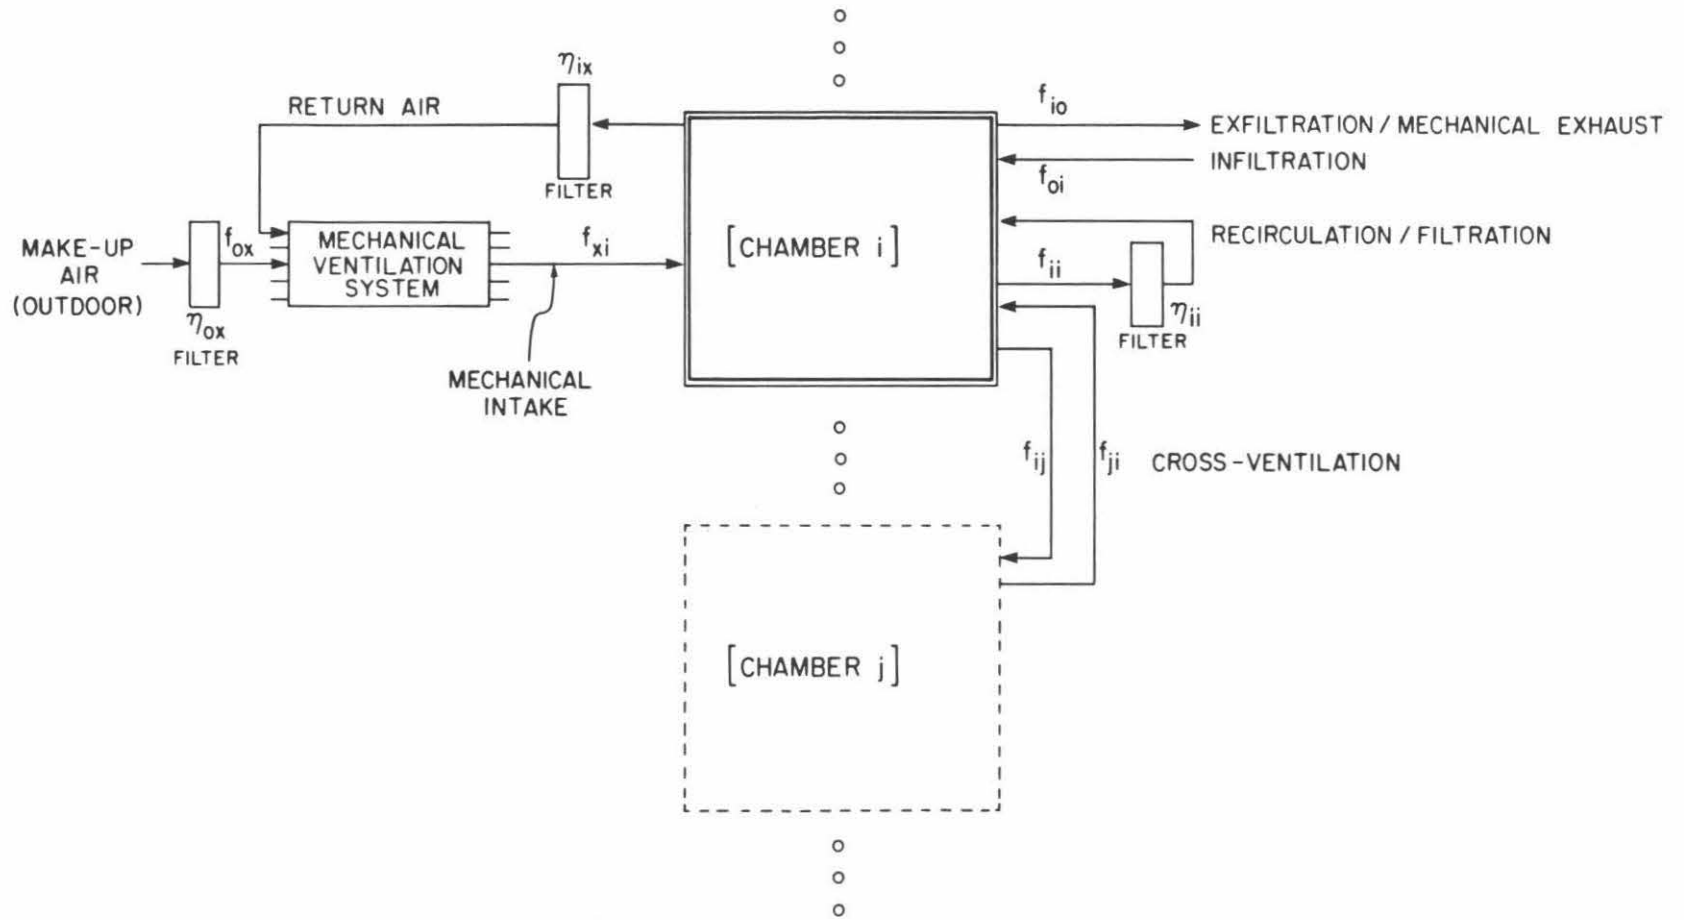 η_ix
RETURN AIR
FILTER
f_io
EXFILTRATION / MECHANICAL EXHAUST
INFILTRATION
f_oi
MAKE-UP
AIR
(OUTDOOR)
f_ox
η_ox
FILTER
MECHANICAL
VENTILATION
SYSTEM
f_xi
MECHANICAL
INTAKE
[CHAMBER i]
RECIRCULATION / FILTRATION
f_ii
η_ii
FILTER
f_ij
f_ji
CROSS-VENTILATION
[CHAMBER j]